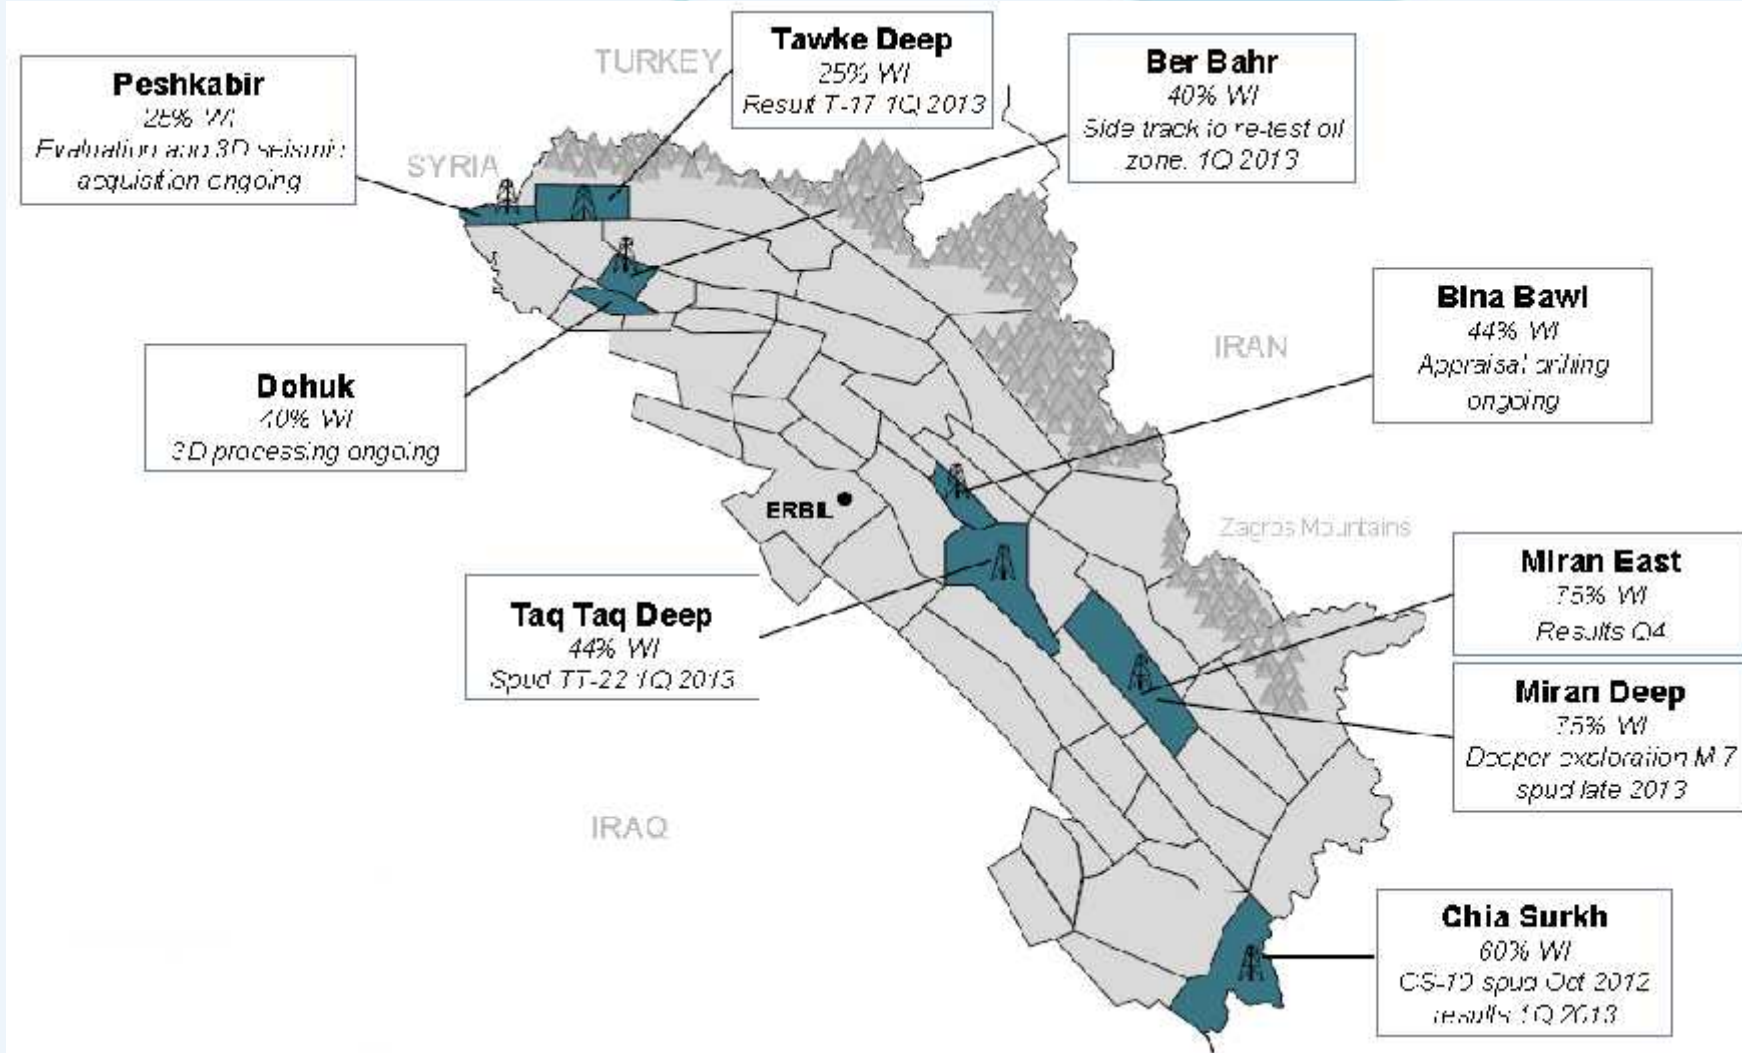 TURKEY
Tawke Deep
25% WI
Result T-17 1Q 2013
Ber Bahr
40% WI
Side track to re-test oil
zone. 1Q 2013
Peshkabir
25% WI
Evaluation and 3D seismic
acquisition ongoing
SYRIA
Bina Bawi
44% WI
Appraisal drilling
ongoing
IRAN
Dohuk
40% WI
3D processing ongoing
ERBIL
Zagros Mountains
Miran East
75% WI
Results Q4
Taq Taq Deep
44% WI
Spud TT-22 1Q 2013
Miran Deep
75% WI
Deeper exploration M-7
spud late 2013
IRAQ
Chia Surkh
60% WI
CS-10 spud Oct 2012
results 1Q 2013